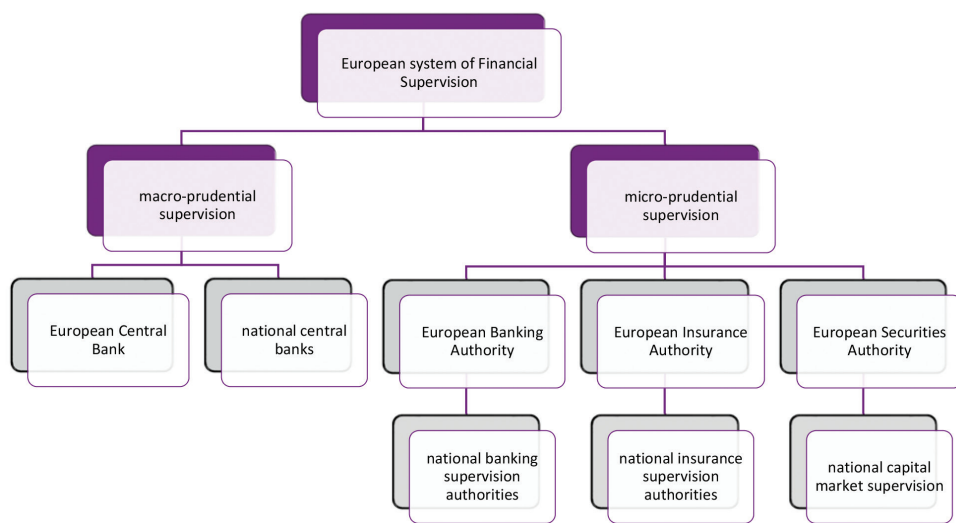 European system of Financial
Supervision
macro-prudential
supervision
micro-prudential
supervision
European Central
Bank
national central
banks
European Banking
Authority
European Insurance
Authority
European Securities
Authority
national banking
supervision
authorities
national insurance
supervision
authorities
national capital
market supervision